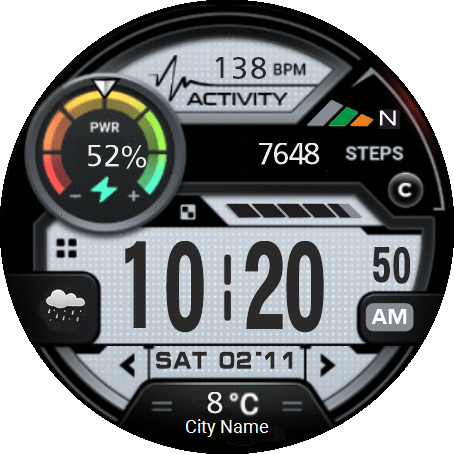 138 BPM
ACTIVITY
N
PWR
52%
- +
7648 STEPS
C
10:20 50
AM
< SAT 02·11 >
8 °C
City Name